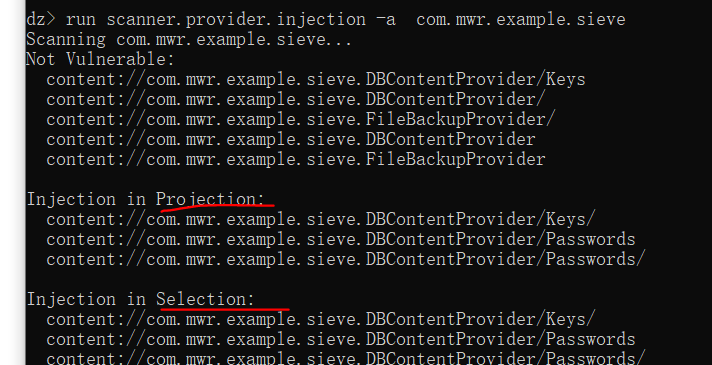 dz> run scanner.provider.injection -a  com.mwr.example.sieve
Scanning com.mwr.example.sieve...
Not Vulnerable:
  content://com.mwr.example.sieve.DBContentProvider/Keys
  content://com.mwr.example.sieve.DBContentProvider/
  content://com.mwr.example.sieve.FileBackupProvider/
  content://com.mwr.example.sieve.DBContentProvider
  content://com.mwr.example.sieve.FileBackupProvider

Injection in Projection:
  content://com.mwr.example.sieve.DBContentProvider/Keys/
  content://com.mwr.example.sieve.DBContentProvider/Passwords
  content://com.mwr.example.sieve.DBContentProvider/Passwords/

Injection in Selection:
  content://com.mwr.example.sieve.DBContentProvider/Keys/
  content://com.mwr.example.sieve.DBContentProvider/Passwords
  content://com.mwr.example.sieve.DBContentProvider/Passwords/